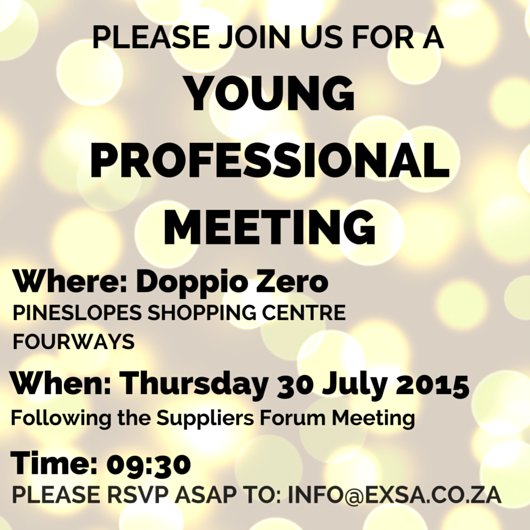 PLEASE JOIN US FOR A
YOUNG
PROFESSIONAL
MEETING
Where: Doppio Zero
PINESLOPES SHOPPING CENTRE
FOURWAYS
When: Thursday 30 July 2015
Following the Suppliers Forum Meeting
Time: 09:30
PLEASE RSVP ASAP TO: INFO@EXSA.CO.ZA